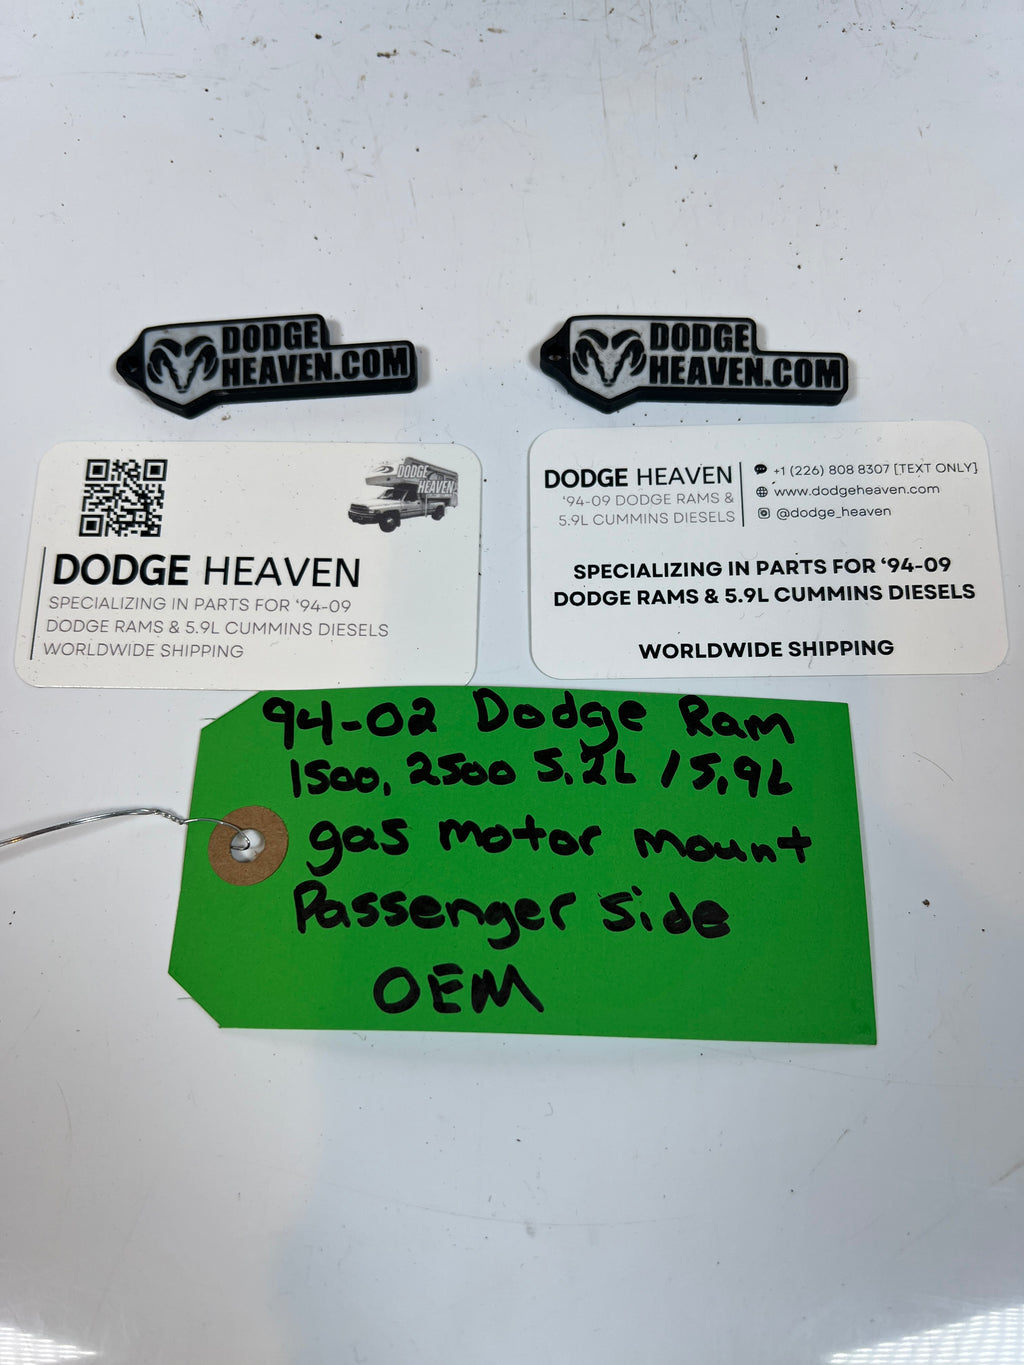 DODGE
HEAVEN.COM
DODGE
HEAVEN.COM
DODGE
HEAVEN
DODGE HEAVEN
SPECIALIZING IN PARTS FOR ‘94-09
DODGE RAMS & 5.9L CUMMINS DIESELS
WORLDWIDE SHIPPING
DODGE HEAVEN
‘94-09 DODGE RAMS &
5.9L CUMMINS DIESELS
+1 (226) 808 8307 [TEXT ONLY]
www.dodgeheaven.com
@dodge_heaven
SPECIALIZING IN PARTS FOR ‘94-09
DODGE RAMS & 5.9L CUMMINS DIESELS
WORLDWIDE SHIPPING
94-02 Dodge Ram
1500, 2500 5.2L / 5.9L
gas motor mount
Passenger side
OEM